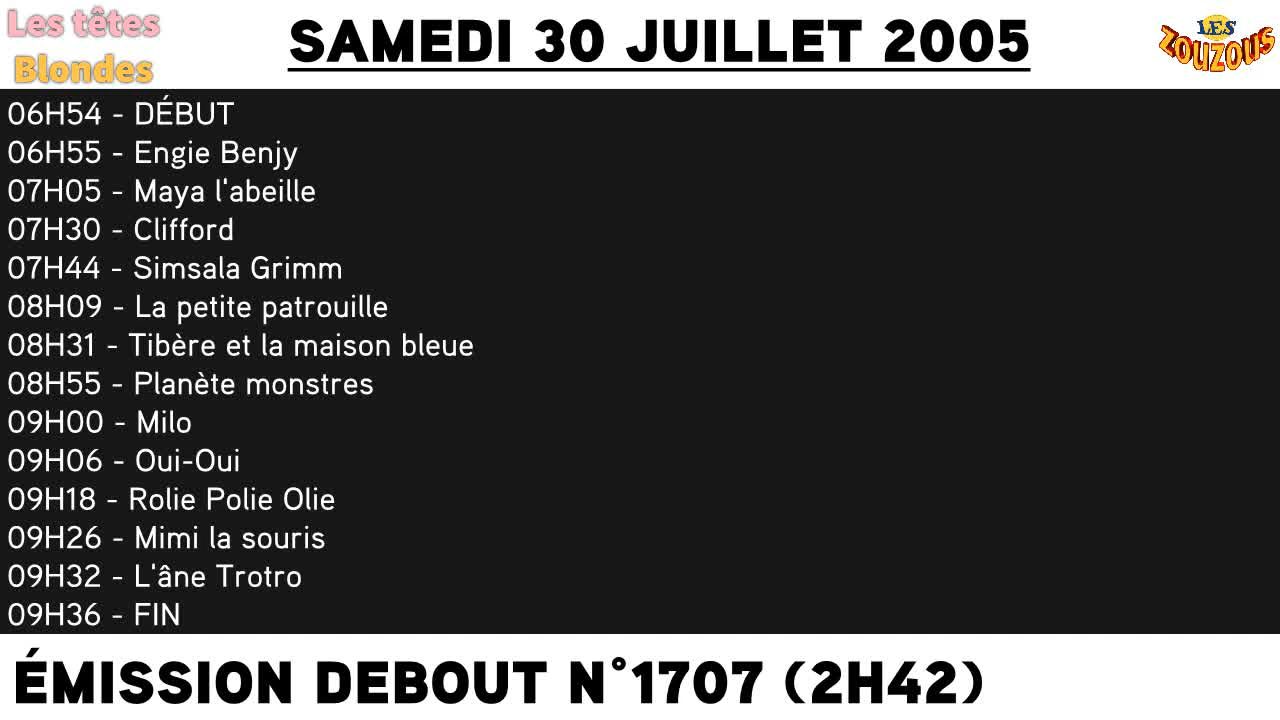 Les têtes
Blondes
SAMEDI 30 JUILLET 2005
LES
ZOUZOUS
06H54 - DÉBUT
06H55 - Engie Benjy
07H05 - Maya l'abeille
07H30 - Clifford
07H44 - Simsala Grimm
08H09 - La petite patrouille
08H31 - Tibère et la maison bleue
08H55 - Planète monstres
09H00 - Milo
09H06 - Oui-Oui
09H18 - Rolie Polie Olie
09H26 - Mimi la souris
09H32 - L'âne Trotro
09H36 - FIN
ÉMISSION DEBOUT N°1707 (2H42)